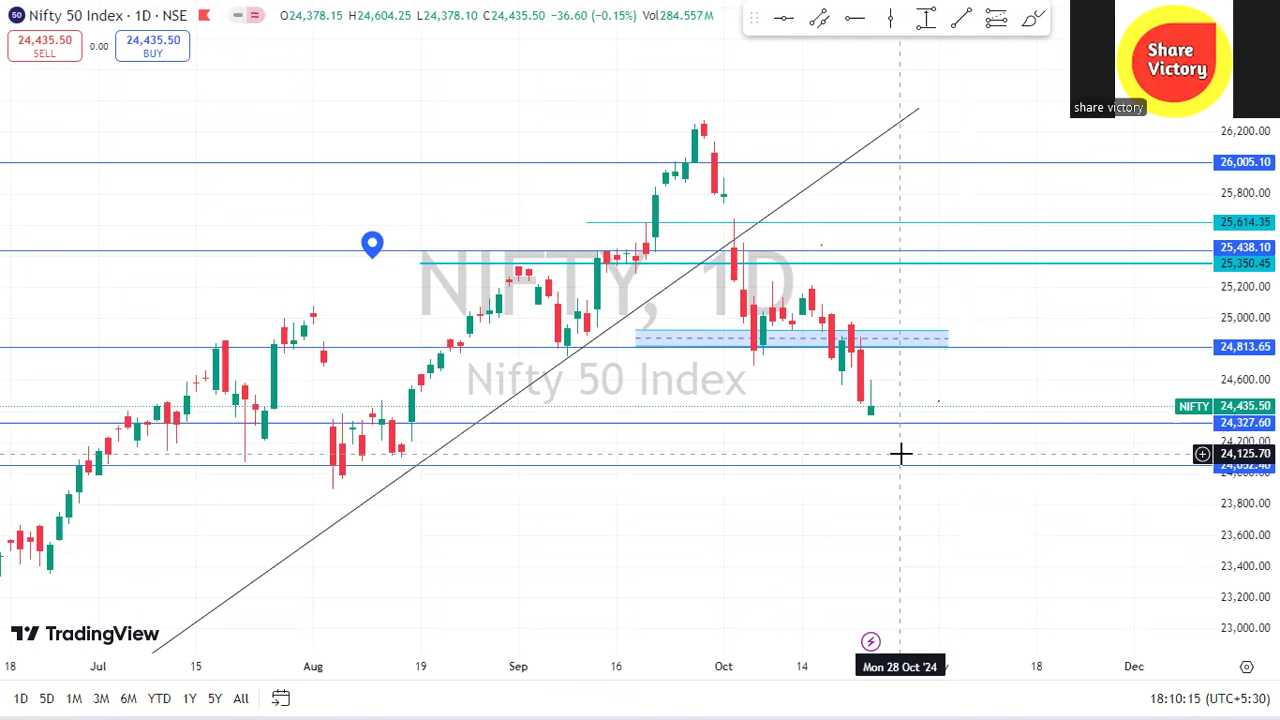 50 Nifty 50 Index · 1D · NSE O24,378.15 H24,604.25 L24,378.10 C24,435.50 -36.60 (-0.15%) Vol284.557M
24,435.50 SELL 0.00 24,435.50 BUY
Share Victory
share victory
NIFTY, 1D
Nifty 50 Index
26,200.00
26,005.10
25,800.00
25,614.35
25,438.10
25,350.45
25,200.00
25,000.00
24,813.65
24,600.00
NIFTY 24,435.50
24,327.60
24,200.00
24,125.70
23,800.00
23,600.00
23,400.00
23,200.00
23,000.00
TradingView
18 Jul 15 Aug 19 Sep 16 Oct 14 Mon 28 Oct '24 18 Dec
1D 5D 1M 3M 6M YTD 1Y 5Y All 18:10:15 (UTC+5:30)